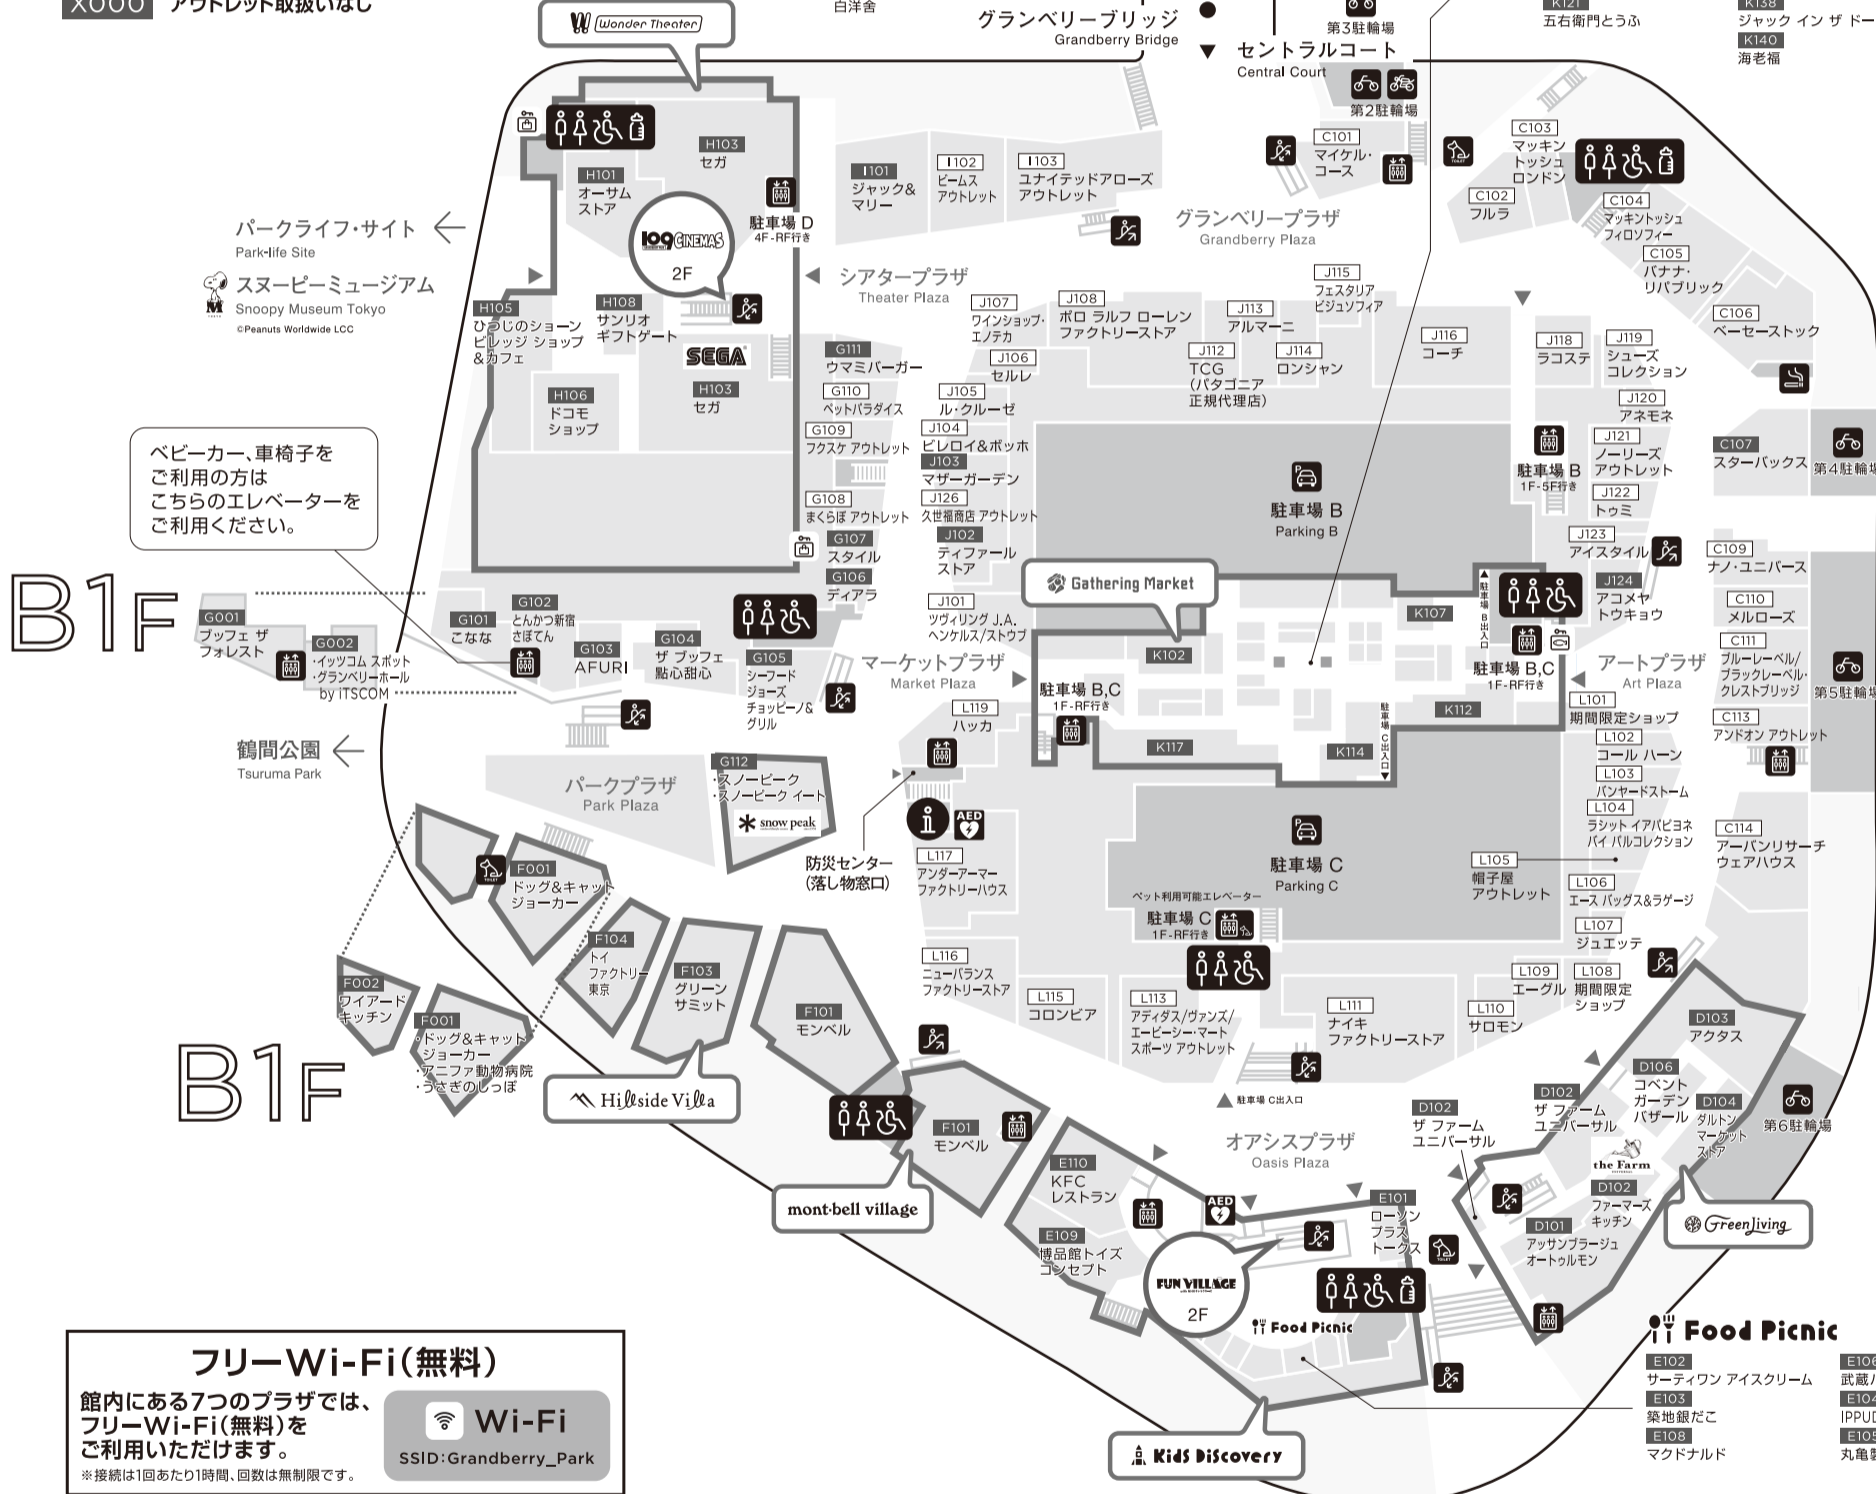 X000 アウトレット取扱いなし
白洋舍
グランベリーブリッジ
Grandberry Bridge
セントラルコート
Central Court
第3駐輪場
第2駐輪場
K121
五右衛門とうふ
K138
ジャック イン ザ ドー
K140
海老福
Wonder Theater
H103
セガ
H101
オーサム
ストア
109 CINEMAS
2F
駐車場 D
4F-RF行き
I101
ジャック&
マリー
I102
ビームス
アウトレット
I103
ユナイテッドアローズ
アウトレット
C101
マイケル・
コース
TOILET
C103
マッキン
トッシュ
ロンドン
C102
フルラ
C104
マッキントッシュ
フィロソフィー
C105
バナナ・
リパブリック
C106
ベーセーストック
グランベリープラザ
Grandberry Plaza
パークライフ・サイト
Park-life Site
スヌーピーミュージアム
Snoopy Museum Tokyo
©Peanuts Worldwide LCC
シアタープラザ
Theater Plaza
H105
ひつじのショーン
ビレッジ ショップ
&カフェ
H108
サンリオ
ギフトゲート
SEGA
H103
セガ
H106
ドコモ
ショップ
G111
ウマミバーガー
G110
ペットパラダイス
G109
フクスケ アウトレット
G108
まくらぼ アウトレット
G107
スタイル
G106
ディアラ
J107
ワインショップ・
エノテカ
J106
セルレ
J105
ル・クルーゼ
J104
ビレロイ&ボッホ
J103
マザーガーデン
J126
久世福商店 アウトレット
J102
ティファール
ストア
J101
ツヴィリング J.A.
ヘンケルス/ストウブ
J108
ポロ ラルフ ローレン
ファクトリーストア
J113
アルマーニ
J115
フェスタリア
ビジュソフィア
J112
TCG
(パタゴニア
正規代理店)
J114
ロンシャン
J116
コーチ
J118
ラコステ
J119
シューズ
コレクション
J120
アネモネ
J121
ノーリーズ
アウトレット
J122
トゥミ
J123
アイスタイル
J124
アコメヤ
トウキョウ
C107
スターバックス
第4駐輪場
駐車場 B
1F-5F行き
駐車場 B
Parking B
C109
ナノ・ユニバース
C110
メルローズ
C111
ブルーレーベル/
ブラックレーベル・
クレストブリッジ
第5駐輪場
C113
アンドオン アウトレット
C114
アーバンリサーチ
ウェアハウス
ベビーカー、車椅子を
ご利用の方は
こちらのエレベーターを
ご利用ください。
B1F
G001
ブッフェ ザ
フォレスト
G002
・イッツコム スポット
・グランベリーホール
by iTSCOM
G101
こなな
G102
とんかつ新宿
さぼてん
G103
AFURI
G104
ザ ブッフェ
點心甜心
G105
シーフード
ジョーズ
チョッピーノ&
グリル
マーケットプラザ
Market Plaza
Gathering Market
K102
K107
K112
K117
K114
駐車場 B,C
1F-RF行き
駐車場 B出入口
駐車場 B,C
1F-RF行き
駐車場 C出入口
アートプラザ
Art Plaza
L101
期間限定ショップ
L102
コール ハーン
L103
バンヤードストーム
L104
ラシット イアパピヨネ
バイ バルコレクション
L105
帽子屋
アウトレット
L106
エース バッグス&ラゲージ
L107
ジュエッテ
L108
期間限定
ショップ
L109
エーグル
L110
サロモン
L111
ナイキ
ファクトリーストア
L113
アディダス/ヴァンズ/
エービーシー・マート
スポーツ アウトレット
L115
コロンビア
L116
ニューバランス
ファクトリーストア
L117
アンダーアーマー
ファクトリーハウス
L119
ハッカ
AED
防災センター
(落し物窓口)
駐車場 C
Parking C
ペット利用可能エレベーター
駐車場 C
1F-RF行き
駐車場 C出入口
鶴間公園
Tsuruma Park
パークプラザ
Park Plaza
G112
・スノーピーク
・スノーピーク イート
snow peak
TOILET
F001
ドッグ&キャット
ジョーカー
F104
トイ
ファクトリー
東京
F103
グリーン
サミット
F101
モンベル
F002
ワイアード
キッチン
F001
・ドッグ&キャット
ジョーカー
・アニファ動物病院
・うさぎのしっぽ
B1F
Hillside Villa
F101
モンベル
mont-bell village
オアシスプラザ
Oasis Plaza
E110
KFC
レストラン
E109
博品館トイズ
コンセプト
AED
E101
ローソン
プラス
トークス
TOILET
FUN VILLAGE
2F
Food Picnic
Kids Discovery
D102
ザ ファーム
ユニバーサル
D102
ザ ファーム
ユニバーサル
D103
アクタス
D106
コベント
ガーデン
バザール
D104
ダルトン
マーケット
ストア
the Farm
D102
ファーマーズ
キッチン
D101
アッサンブラージュ
オートゥルモン
第6駐輪場
Green Living
Food Picnic
E102
サーティワン アイスクリーム
E103
築地銀だこ
E108
マクドナルド
E106
武蔵
E104
IPPUD
E105
丸亀
フリーWi-Fi(無料)
館内にある7つのプラザでは、
フリーWi-Fi(無料)を
ご利用いただけます。
※接続は1回あたり1時間、回数は無制限です。
Wi-Fi
SSID:Grandberry_Park